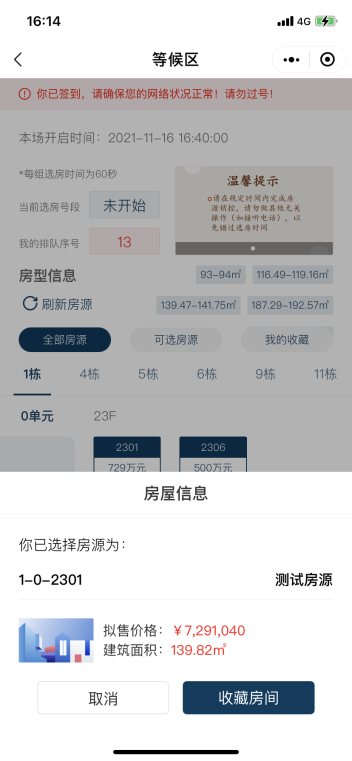 16:14
4G
等候区
你已签到，请确保您的网络状况正常！请勿过号！
本场开启时间：2021-11-16 16:40:00
*每组选房时间为60秒
当前选房号段 未开始
我的排队序号 13
温馨提示
请在规定时间内完成房
源锁控，请勿做其他无关
操作（如接听电话），以
免错过选房时间
房型信息 93-94㎡ 116.49-119.16㎡
刷新房源 139.47-141.75㎡ 187.29-192.57㎡
全部房源 可选房源 我的收藏
1栋 4栋 5栋 6栋 9栋 11栋
0单元 23F
2301 2306
729万元 500万元
房屋信息
你已选择房源为：
1-0-2301 测试房源
拟售价格：￥7,291,040
建筑面积：139.82㎡
取消 收藏房间